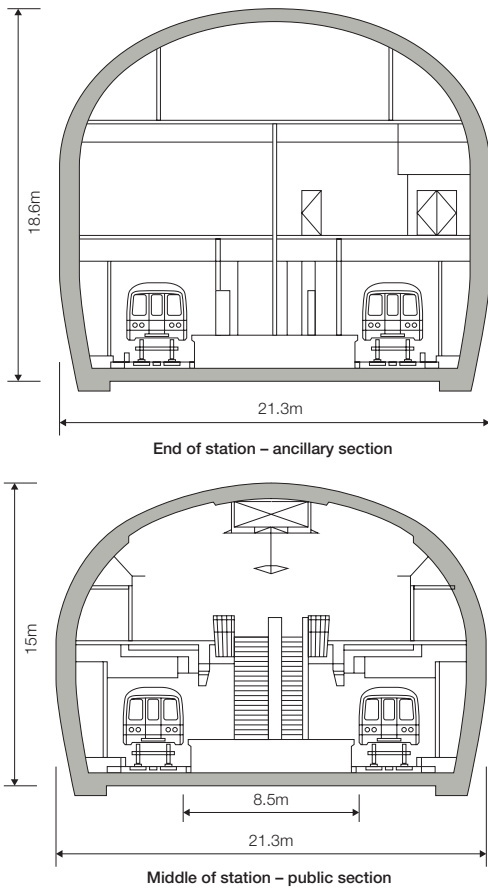 18.6m
21.3m
End of station – ancillary section
15m
8.5m
21.3m
Middle of station – public section